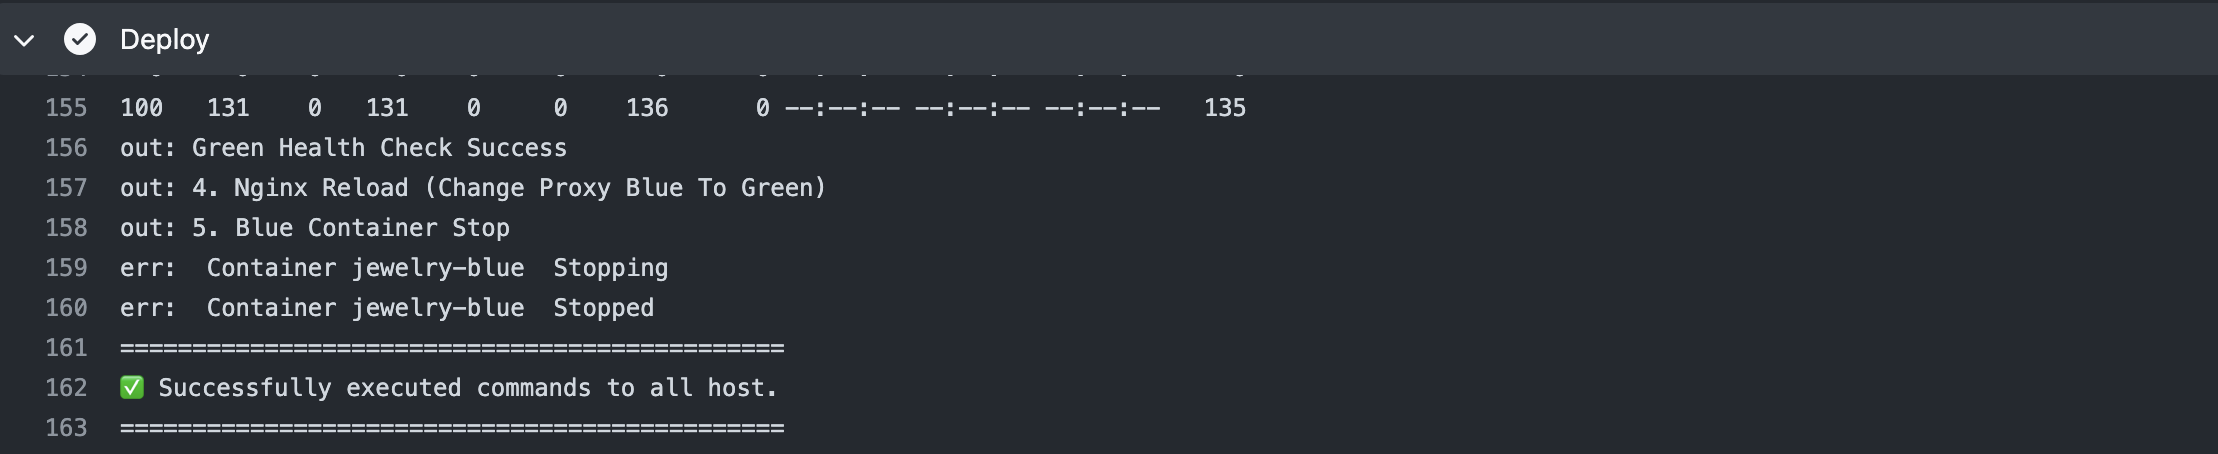 Deploy
155 100 131 0 131 0 0 136 0 --:--:-- --:--:-- --:--:-- 135
156 out: Green Health Check Success
157 out: 4. Nginx Reload (Change Proxy Blue To Green)
158 out: 5. Blue Container Stop
159 err:  Container jewelry-blue  Stopping
160 err:  Container jewelry-blue  Stopped
161 ==============================================
162 ✅ Successfully executed commands to all host.
163 ==============================================